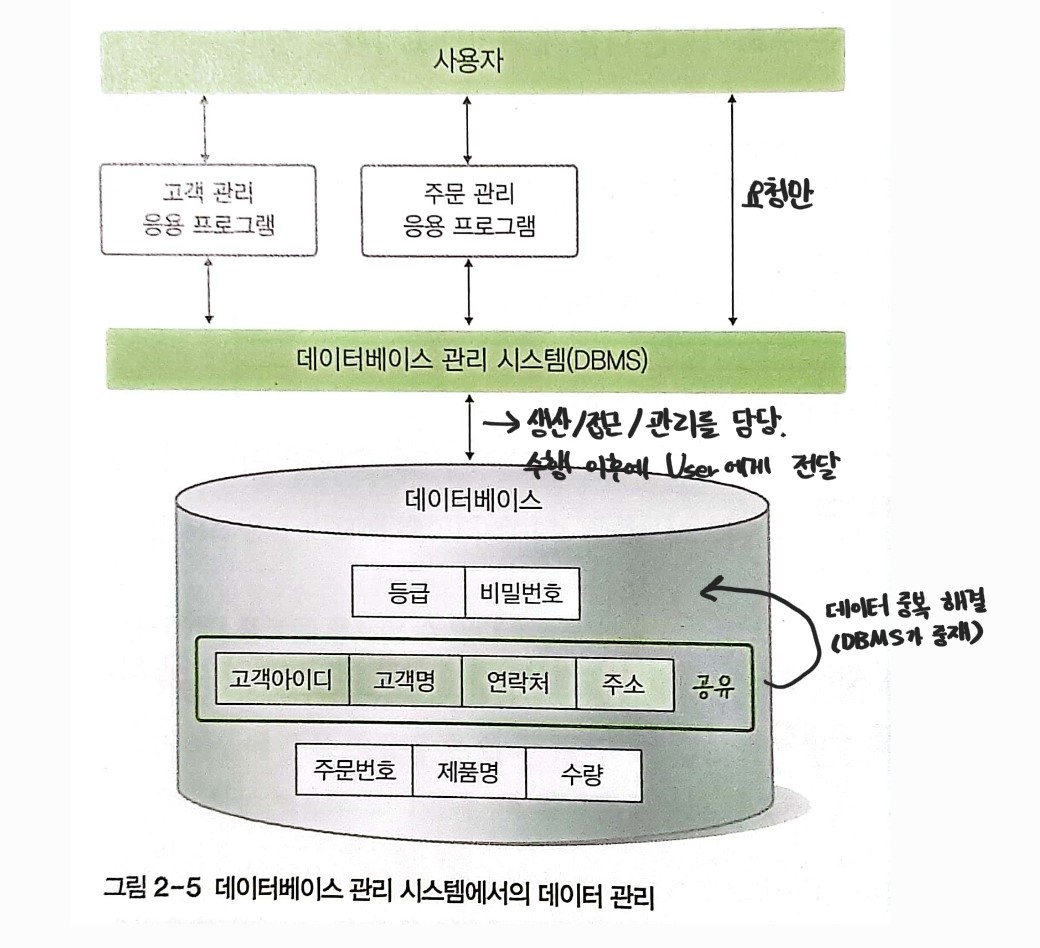 사용자
고객 관리
응용 프로그램
주문 관리
응용 프로그램
요청만
데이터베이스 관리 시스템(DBMS)
→ 생산/접근/관리를 담당.
수행 이후에 User에게 전달
데이터베이스
등급 비밀번호
데이터 중복 해결
(DBMS가 중재)
고객아이디 고객명 연락처 주소 공유
주문번호 제품명 수량
그림 2-5 데이터베이스 관리 시스템에서의 데이터 관리